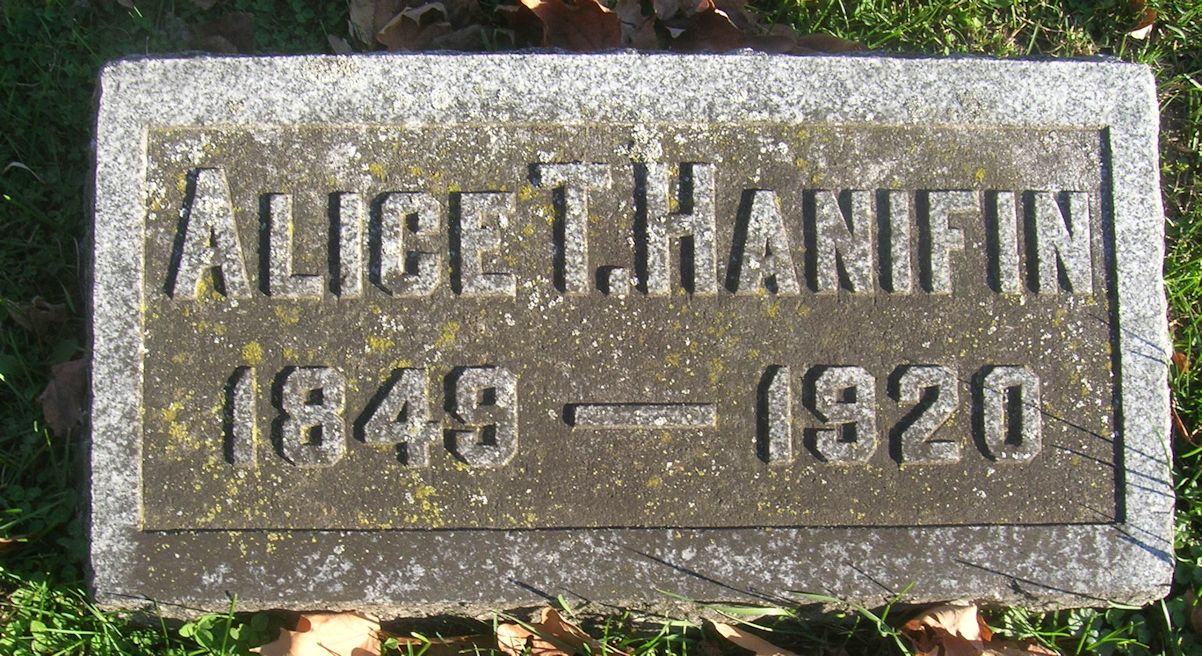 ALICE T. HANIFIN
1849 — 1920